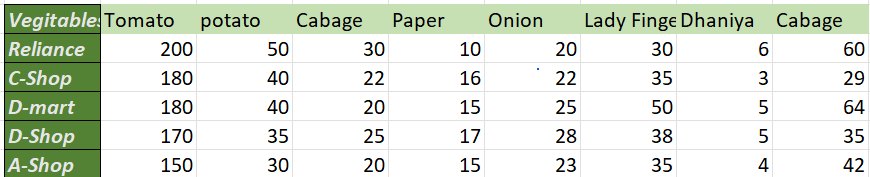 Vegitables Tomato potato Cabage Paper Onion Lady Finge Dhaniya Cabage
Reliance 200 50 30 10 20 30 6 60
C-Shop 180 40 22 16 22 35 3 29
D-mart 180 40 20 15 25 50 5 64
D-Shop 170 35 25 17 28 38 5 35
A-Shop 150 30 20 15 23 35 4 42